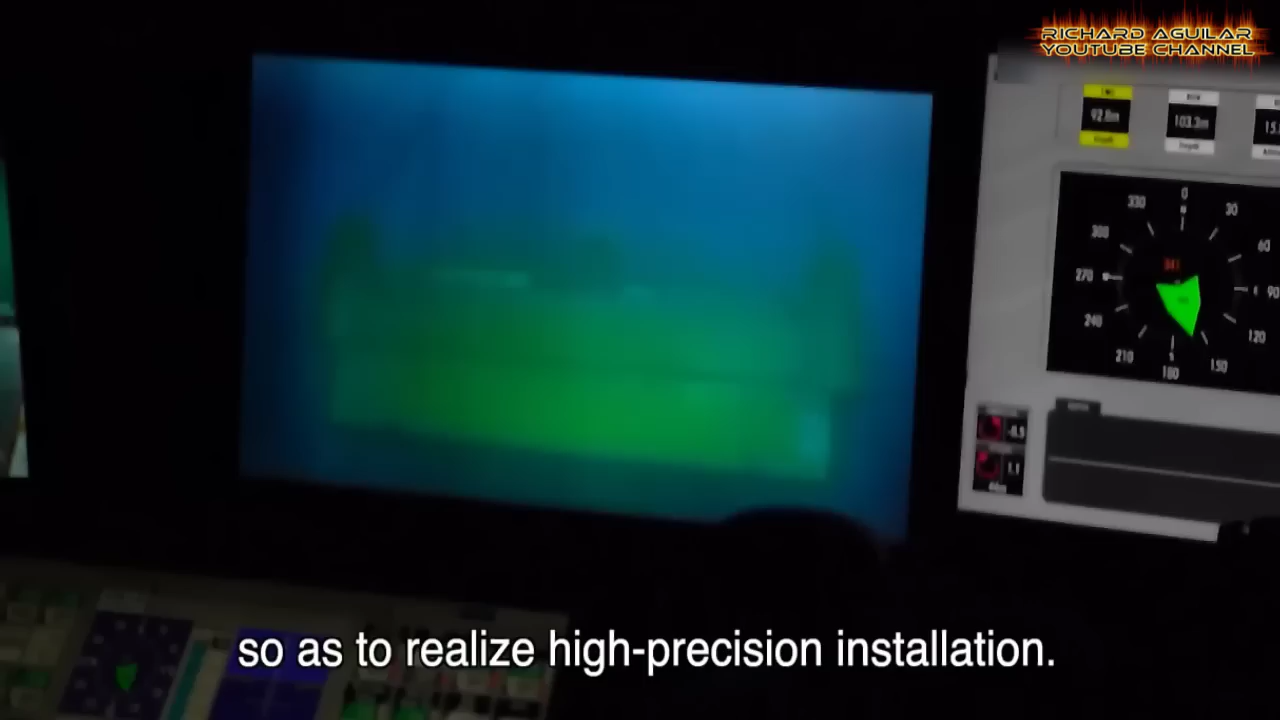 RICHARD AGUILAR
YOUTUBE CHANNEL
92.8m
103.3m
15.
0
330
30
300
60
270
90
240
120
210
150
180
so as to realize high-precision installation.